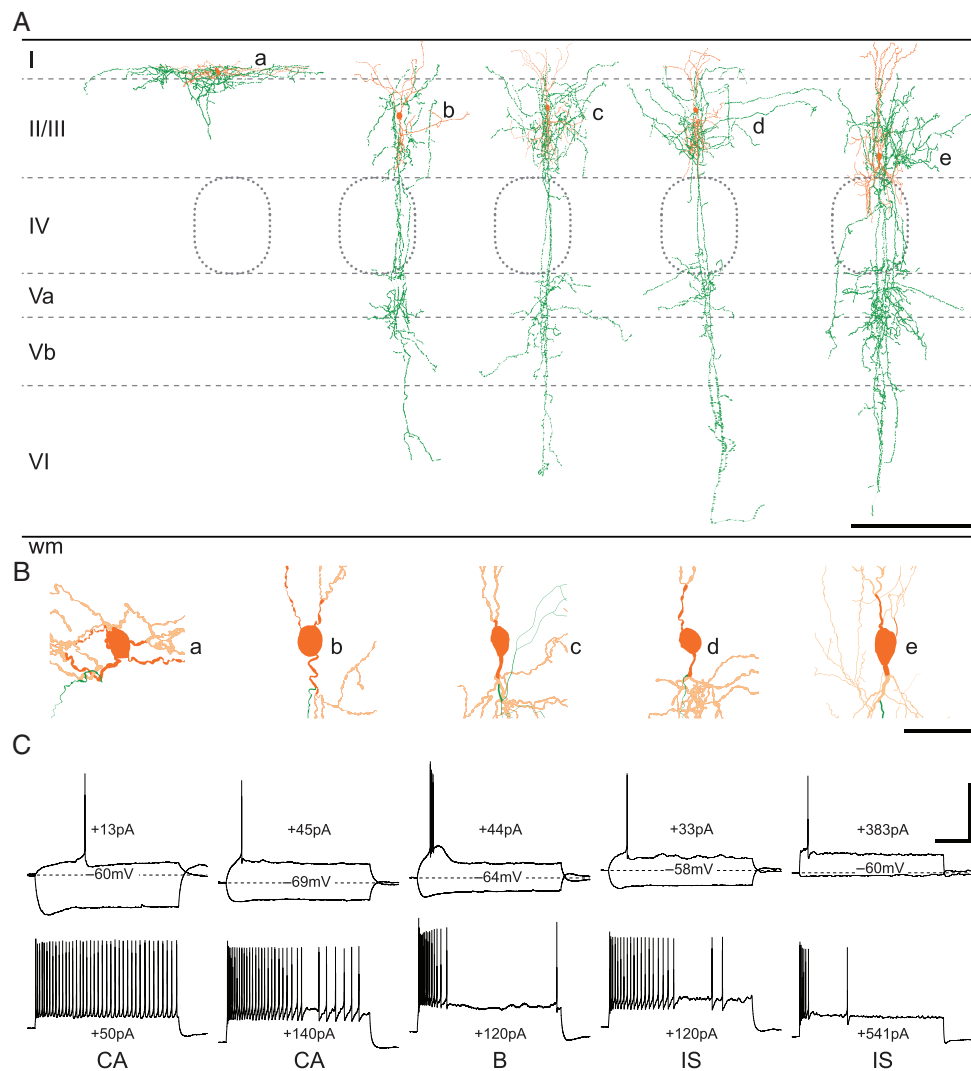 A
I
a
II/III
b
c
d
e
IV
Va
Vb
VI
wm
B
a
b
c
d
e
C
+13pA
+45pA
+44pA
+33pA
+383pA
–60mV
–69mV
–64mV
–58mV
–60mV
+50pA
+140pA
+120pA
+120pA
+541pA
CA
CA
B
IS
IS